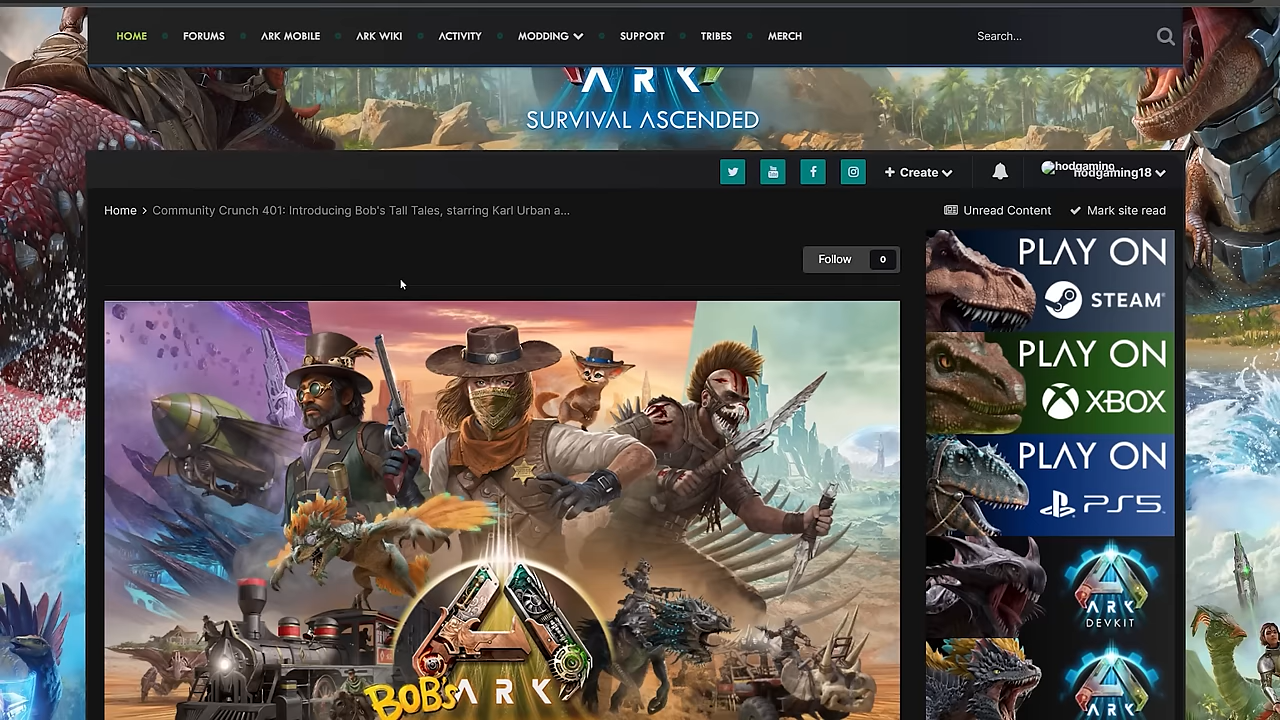 HOME FORUMS ARK MOBILE ARK WIKI ACTIVITY MODDING SUPPORT TRIBES MERCH Search...
ARK
SURVIVAL ASCENDED
+ Create hodgaming hodgaming18
Home > Community Crunch 401: Introducing Bob's Tall Tales, starring Karl Urban a...
Unread Content Mark site read
Follow 0
PLAY ON
STEAM
PLAY ON
XBOX
PLAY ON
PS5
ARK
DEVKIT
ARK
BOB'S ARK